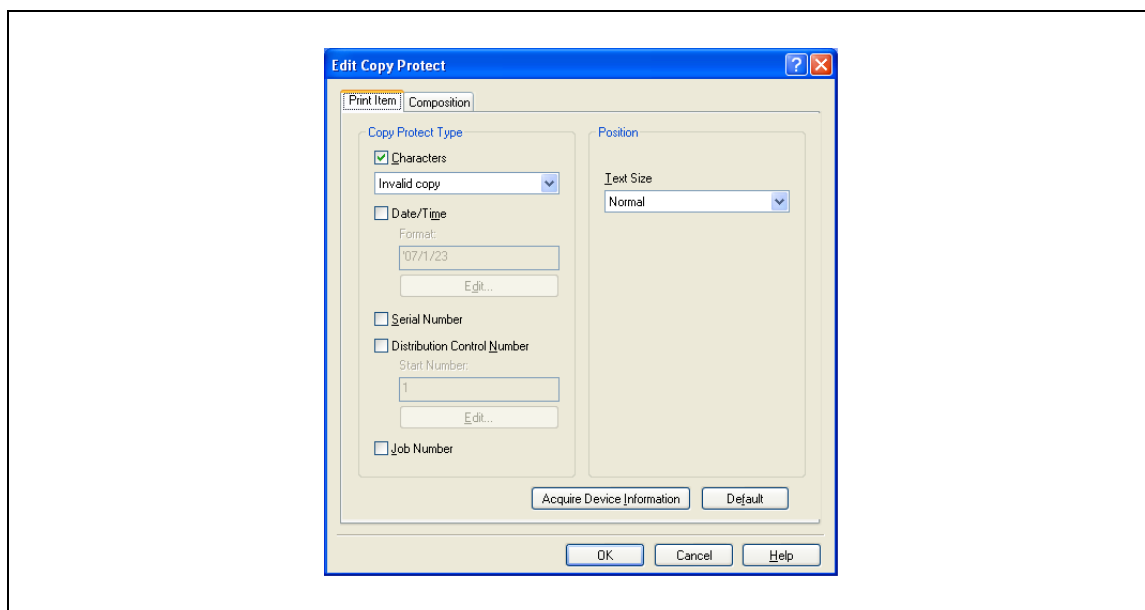 Edit Copy Protect
Print Item
Composition
Copy Protect Type
Characters
Invalid copy
Date/Time
Format:
'07/1/23
Edit...
Serial Number
Distribution Control Number
Start Number:
1
Edit...
Job Number
Position
Text Size
Normal
Acquire Device Information
Default
OK
Cancel
Help